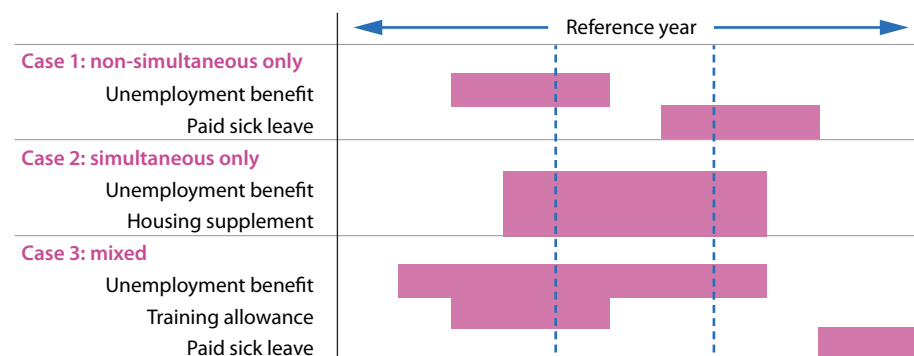 Reference year
Case 1: non-simultaneous only
Unemployment benefit
Paid sick leave
Case 2: simultaneous only
Unemployment benefit
Housing supplement
Case 3: mixed
Unemployment benefit
Training allowance
Paid sick leave